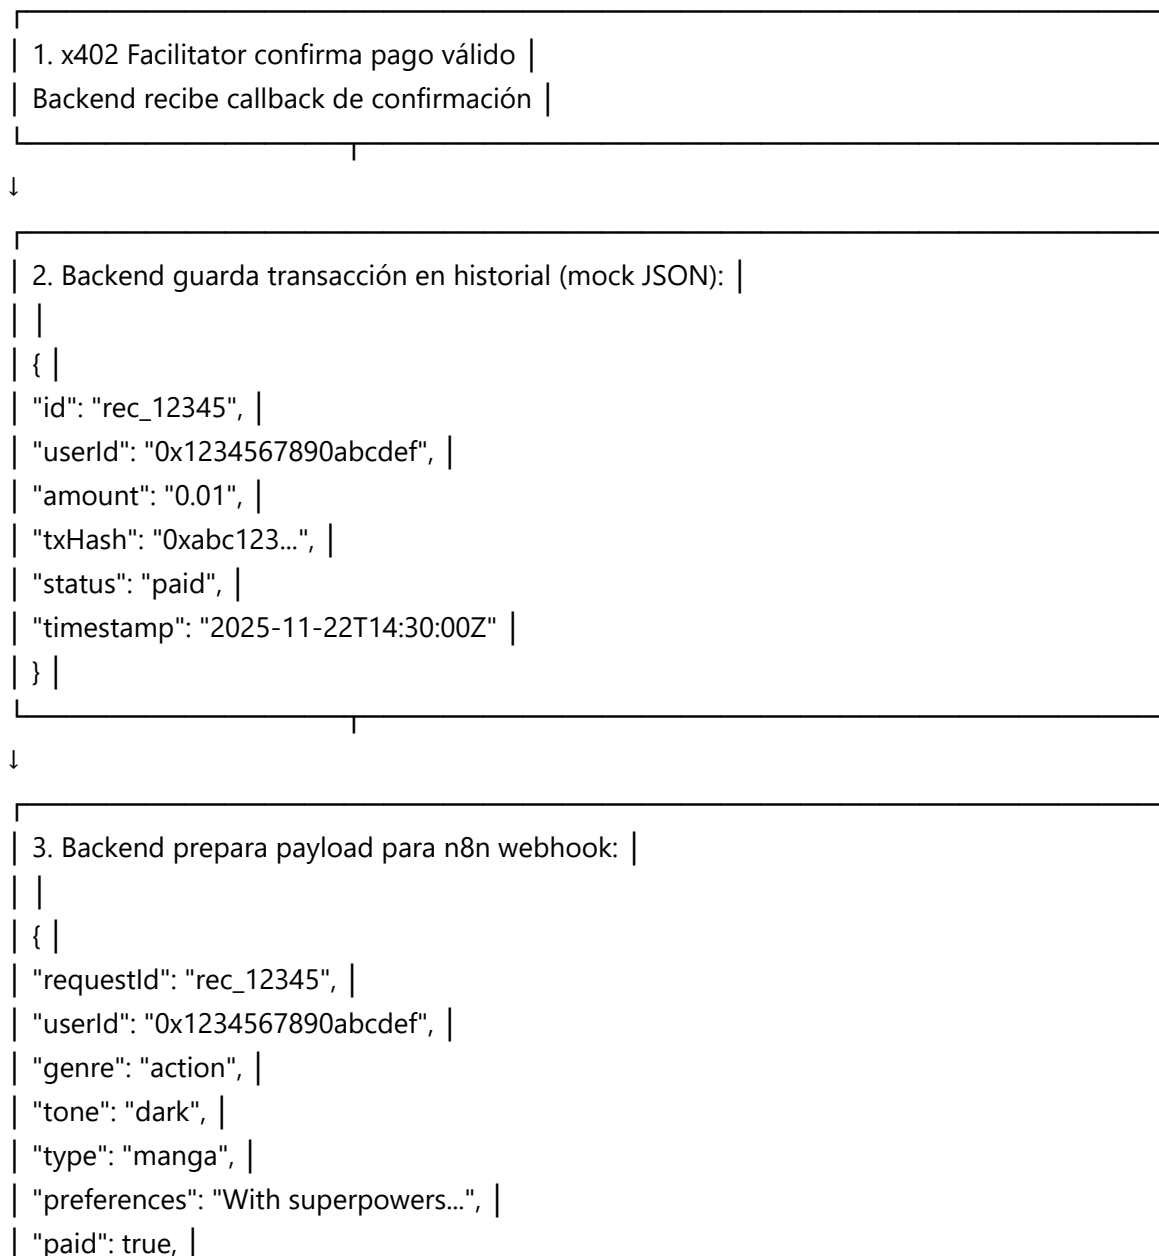 │ 1. x402 Facilitator confirma pago válido │
│ Backend recibe callback de confirmación │
↓
│ 2. Backend guarda transacción en historial (mock JSON): │
│ │
│ { │
│ "id": "rec_12345", │
│ "userId": "0x1234567890abcdef", │
│ "amount": "0.01", │
│ "txHash": "0xabc123...", │
│ "status": "paid", │
│ "timestamp": "2025-11-22T14:30:00Z" │
│ } │
↓
│ 3. Backend prepara payload para n8n webhook: │
│ │
│ { │
│ "requestId": "rec_12345", │
│ "userId": "0x1234567890abcdef", │
│ "genre": "action", │
│ "tone": "dark", │
│ "type": "manga", │
│ "preferences": "With superpowers...", │
│ "paid": true, │